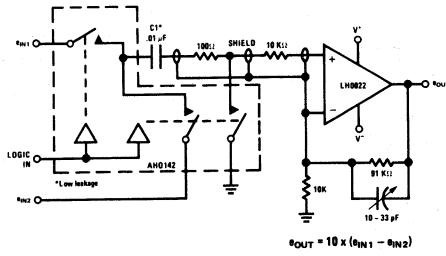 eIN1
C1*
.01 μF
100Ω
SHIELD
10 KΩ
V+
+
LH0022
eOU
−
V−
LOGIC
IN
AH0142
*Low leakage
eIN2
10K
91 KΩ
10 – 33 pF
eOUT = 10 x (eIN1 − eIN2)